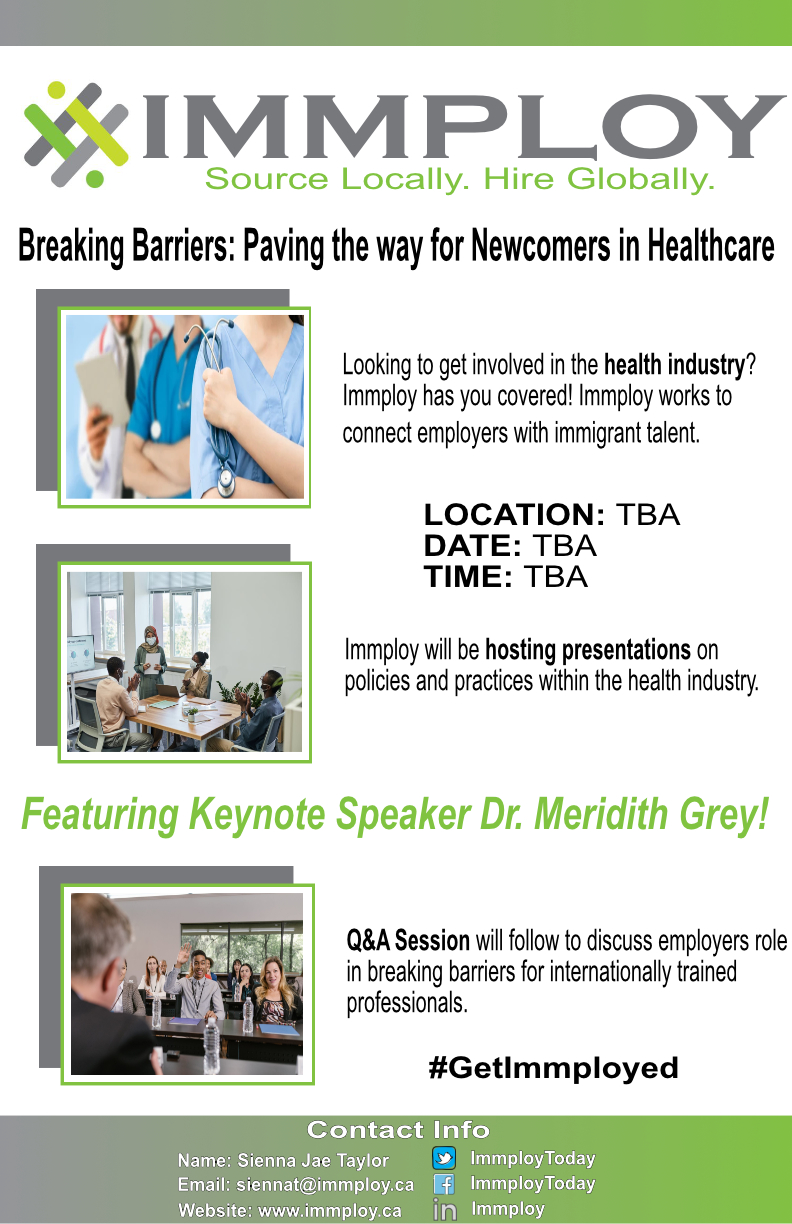 IMMPLOY
Source Locally. Hire Globally.
Breaking Barriers: Paving the way for Newcomers in Healthcare
Looking to get involved in the health industry?
Immploy has you covered! Immploy works to
connect employers with immigrant talent.
LOCATION: TBA
DATE: TBA
TIME: TBA
Immploy will be hosting presentations on
policies and practices within the health industry.
Featuring Keynote Speaker Dr. Meridith Grey!
Q&A Session will follow to discuss employers role
in breaking barriers for internationally trained
professionals.
#GetImmployed
Contact Info
Name: Sienna Jae Taylor
ImmployToday
Email: siennat@immploy.ca
ImmployToday
Website: www.immploy.ca
Immploy